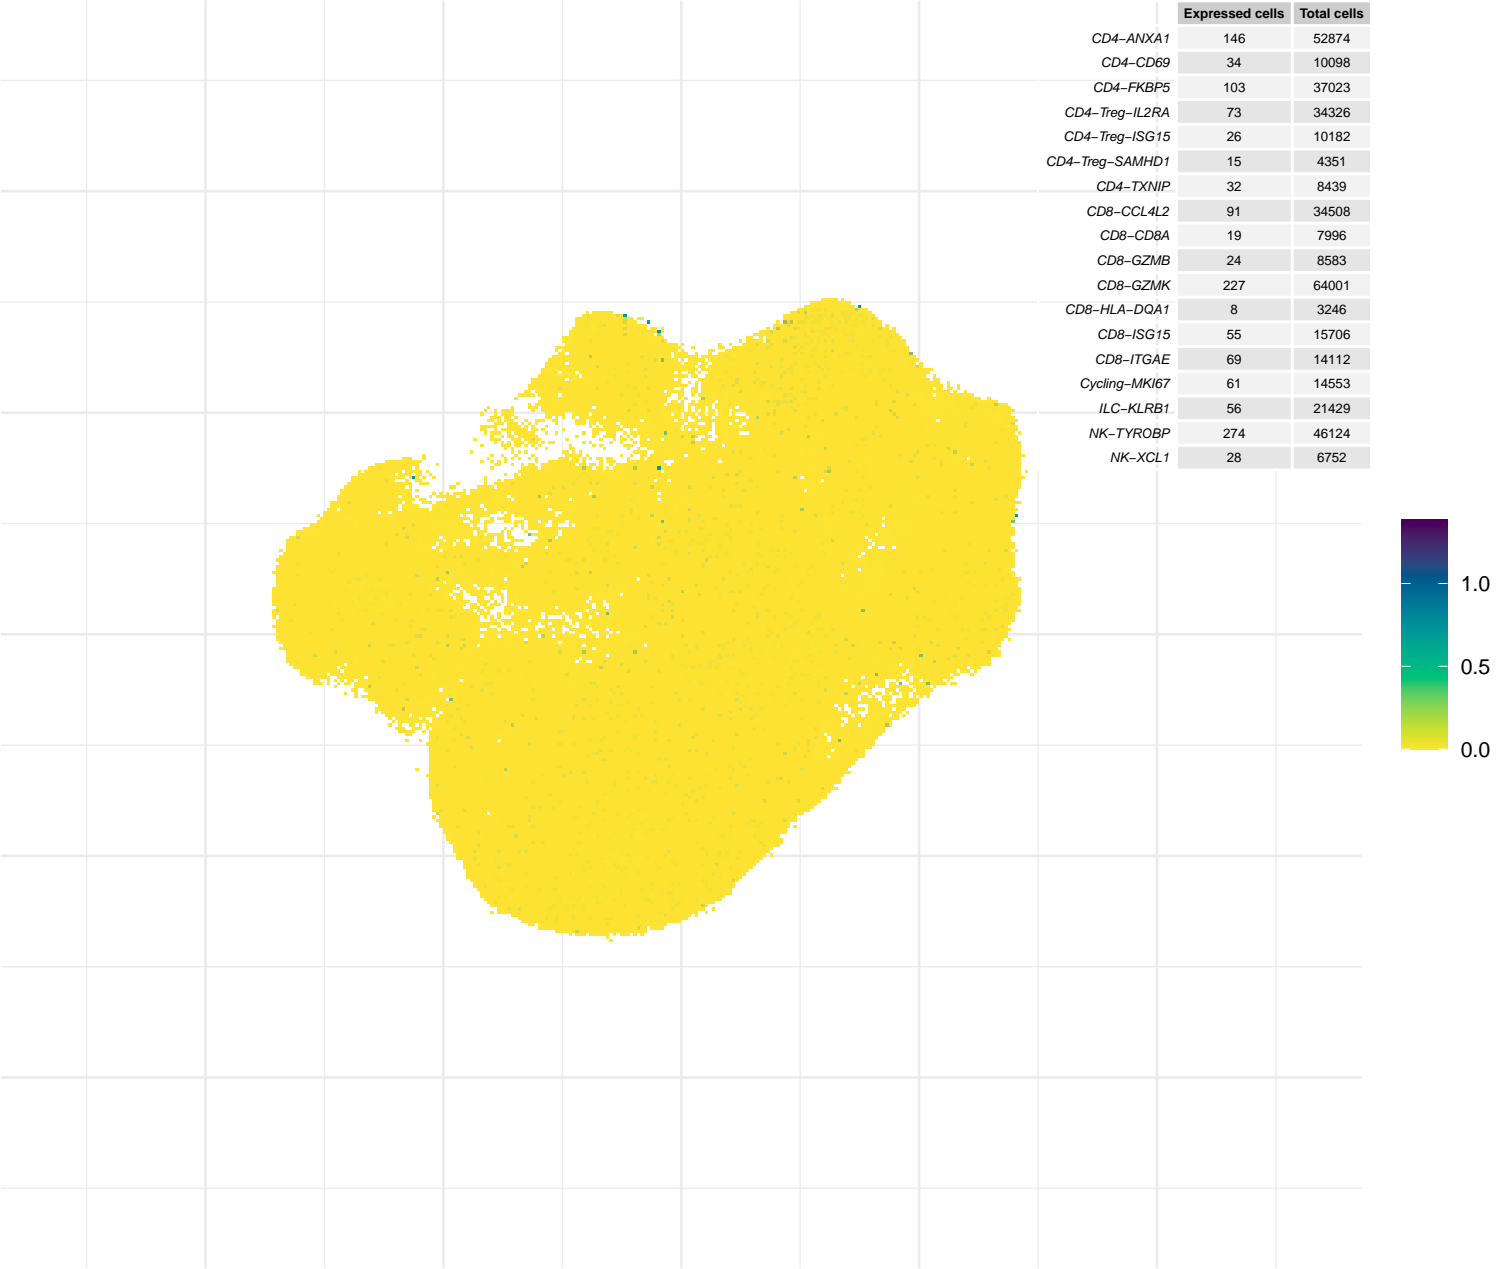 Expressed cells Total cells
CD4−ANXA1 146 52874
CD4−CD69 34 10098
CD4−FKBP5 103 37023
CD4−Treg−IL2RA 73 34326
CD4−Treg−ISG15 26 10182
CD4−Treg−SAMHD1 15 4351
CD4−TXNIP 32 8439
CD8−CCL4L2 91 34508
CD8−CD8A 19 7996
CD8−GZMB 24 8583
CD8−GZMK 227 64001
CD8−HLA−DQA1 8 3246
CD8−ISG15 55 15706
CD8−ITGAE 69 14112
Cycling−MKI67 61 14553
ILC−KLRB1 56 21429
NK−TYROBP 274 46124
NK−XCL1 28 6752
1.0
0.5
0.0